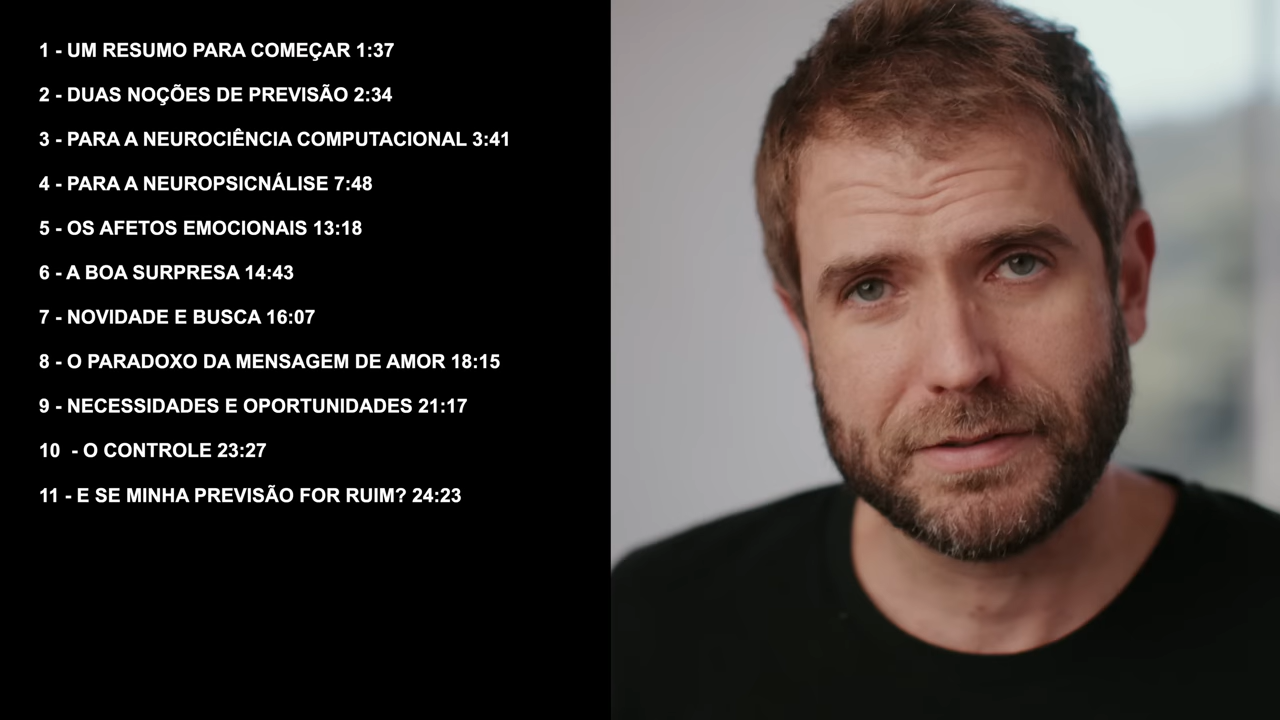 1 - UM RESUMO PARA COMEÇAR 1:37
2 - DUAS NOÇÕES DE PREVISÃO 2:34
3 - PARA A NEUROCIÊNCIA COMPUTACIONAL 3:41
4 - PARA A NEUROPSICNÁLISE 7:48
5 - OS AFETOS EMOCIONAIS 13:18
6 - A BOA SURPRESA 14:43
7 - NOVIDADE E BUSCA 16:07
8 - O PARADOXO DA MENSAGEM DE AMOR 18:15
9 - NECESSIDADES E OPORTUNIDADES 21:17
10  - O CONTROLE 23:27
11 - E SE MINHA PREVISÃO FOR RUIM? 24:23